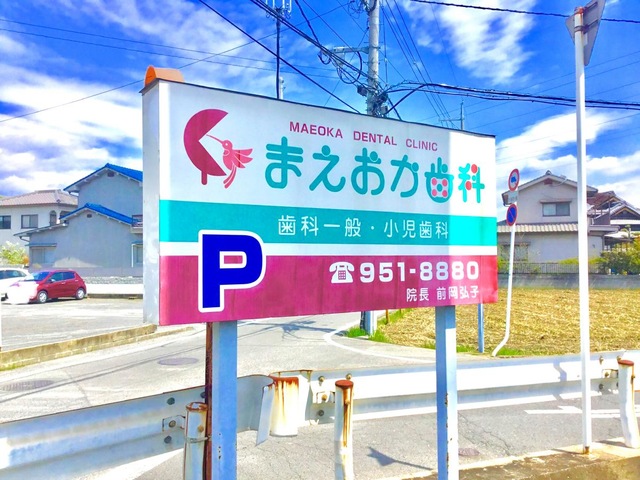 MAEOKA DENTAL CLINIC
まえおか歯科
歯科一般・小児歯科
P
☎951-8880
院長 前岡弘子